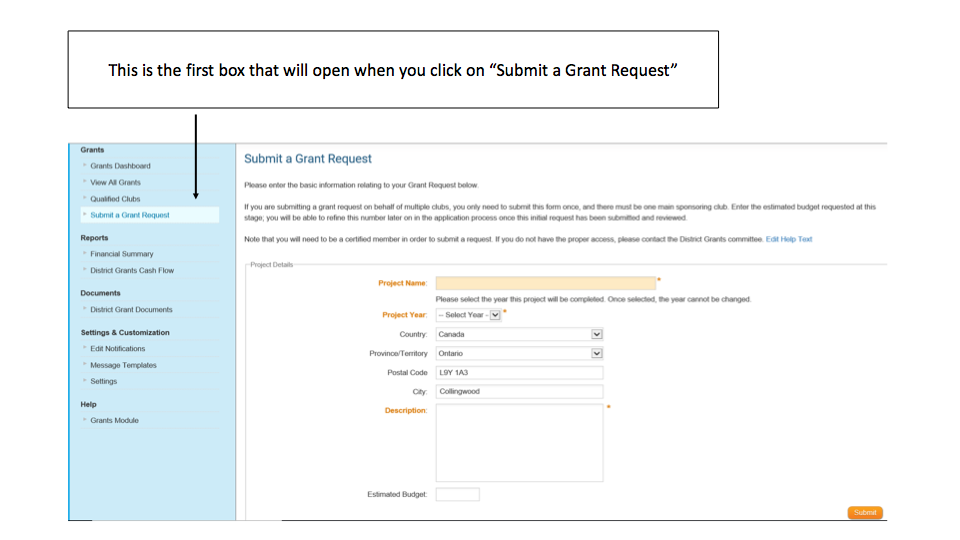 This is the first box that will open when you click on “Submit a Grant Request”
Grants
Grants Dashboard
View All Grants
Qualified Clubs
Submit a Grant Request
Reports
Financial Summary
District Grants Cash Flow
Documents
District Grant Documents
Settings & Customization
Edit Notifications
Message Templates
Settings
Help
Grants Module
Submit a Grant Request
Please enter the basic information relating to your Grant Request below.
If you are submitting a grant request on behalf of multiple clubs, you only need to submit this form once, and there must be one main sponsoring club. Enter the estimated budget requested at this
stage; you will be able to refine this number later on in the application process once this initial request has been submitted and reviewed.
Note that you will need to be a certified member in order to submit a request. If you do not have the proper access, please contact the District Grants committee. Edit Help Text
Project Details
Project Name: *
Please select the year this project will be completed. Once selected, the year cannot be changed.
Project Year: -- Select Year - *
Country: Canada
Province/Territory Ontario
Postal Code L9Y 1A3
City: Collingwood
Description: *
Estimated Budget:
Submit